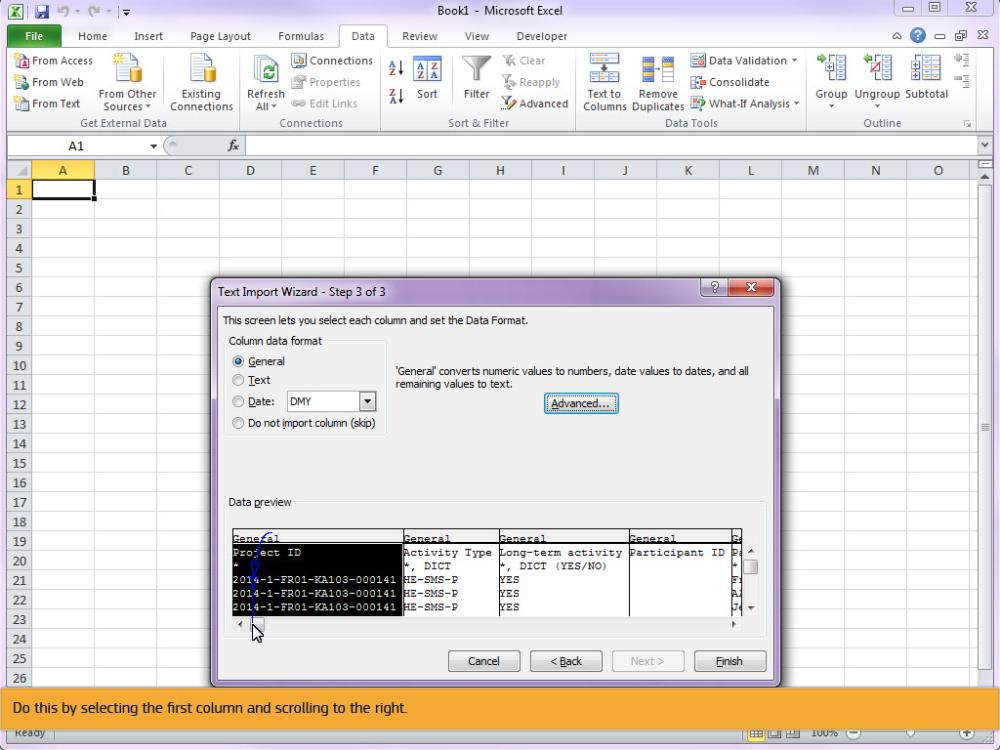 Book1 - Microsoft Excel
File Home Insert Page Layout Formulas Data Review View Developer
From Access
From Web
From Text
From Other Sources
Existing Connections
Get External Data
Refresh All
Connections
Properties
Edit Links
Connections
Sort
Filter
Clear
Reapply
Advanced
Sort & Filter
Text to Columns
Remove Duplicates
Data Validation
Consolidate
What-If Analysis
Data Tools
Group
Ungroup
Subtotal
Outline
A1 fx
A B C D E F G H I J K L M N O
1
2
3
4
5
6
7
8
9
10
11
12
13
14
15
16
17
18
19
20
21
22
23
24
25
26
Text Import Wizard - Step 3 of 3
This screen lets you select each column and set the Data Format.
Column data format
General
Text
Date: DMY
Do not import column (skip)
'General' converts numeric values to numbers, date values to dates, and all
remaining values to text.
Advanced...
Data preview
General General General General Ge
Project ID Activity Type Long-term activity Participant ID Pa
* *, DICT *, DICT (YES/NO) *
2014-1-FR01-KA103-000141 HE-SMS-P YES Fr
2014-1-FR01-KA103-000141 HE-SMS-P YES Al
2014-1-FR01-KA103-000141 HE-SMS-P YES Je
Cancel < Back Next > Finish
Do this by selecting the first column and scrolling to the right.
Ready 100%